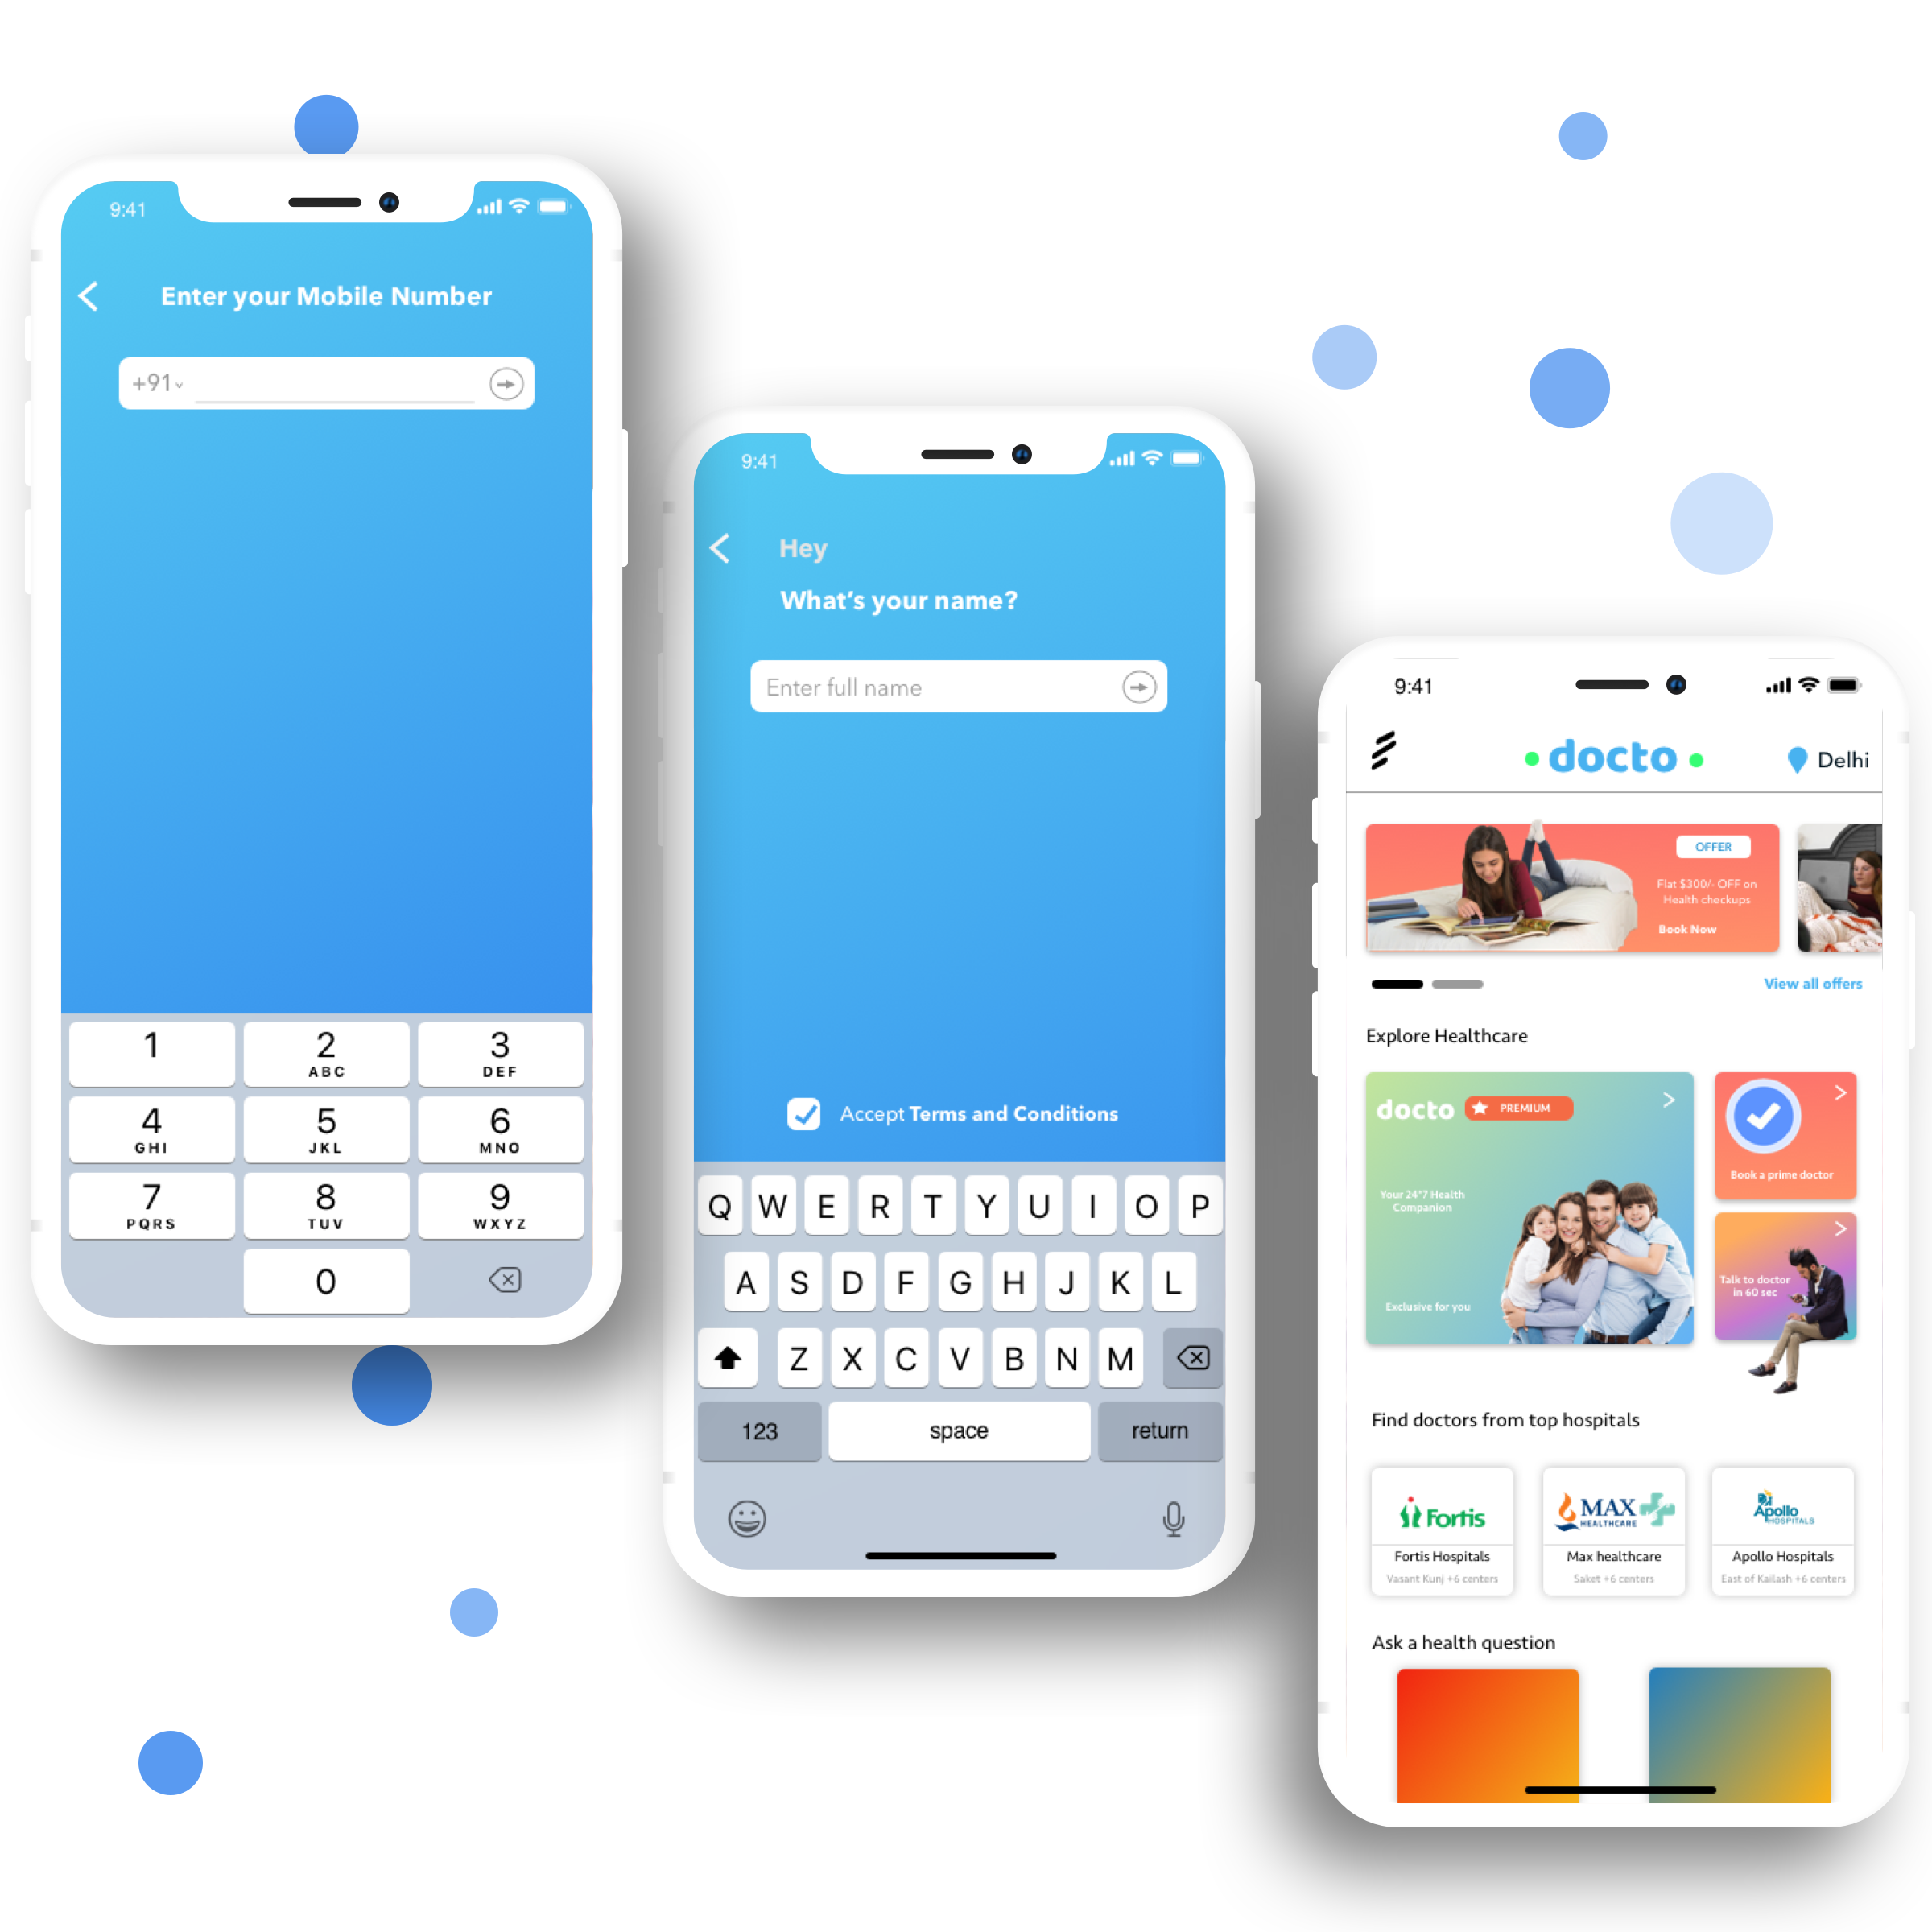 9:41
Enter your Mobile Number
+91
1
2
ABC
3
DEF
4
GHI
5
JKL
6
MNO
7
PQRS
8
TUV
9
WXYZ
0
9:41
Hey
What's your name?
Enter full name
Accept Terms and Conditions
Q W E R T Y U I O P
A S D F G H J K L
Z X C V B N M
123 space return
9:41
docto
Delhi
OFFER
Flat $300/- OFF on
Health checkups
Book Now
View all offers
Explore Healthcare
docto
PREMIUM
Your 24*7 Health
Companion
Exclusive for you
Book a prime doctor
Talk to doctor
in 60 sec
Find doctors from top hospitals
Fortis
Fortis Hospitals
Vasant Kunj +6 centers
MAX
HEALTHCARE
Max healthcare
Saket +6 centers
Apollo
HOSPITALS
Apollo Hospitals
East of Kailash +6 centers
Ask a health question